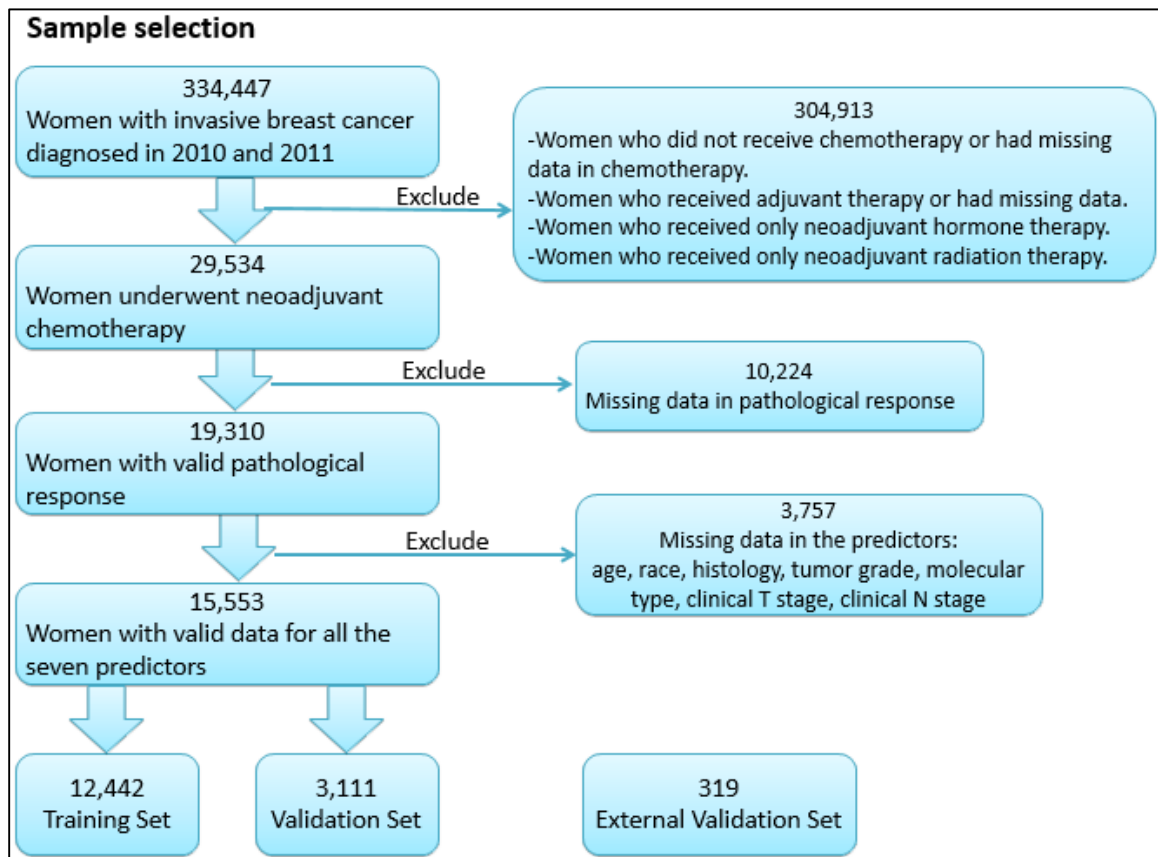 Sample selection
334,447
Women with invasive breast cancer
diagnosed in 2010 and 2011
304,913
-Women who did not receive chemotherapy or had missing
data in chemotherapy.
-Women who received adjuvant therapy or had missing data.
-Women who received only neoadjuvant hormone therapy.
-Women who received only neoadjuvant radiation therapy.
Exclude
29,534
Women underwent neoadjuvant
chemotherapy
Exclude
10,224
Missing data in pathological response
19,310
Women with valid pathological
response
Exclude
3,757
Missing data in the predictors:
age, race, histology, tumor grade, molecular
type, clinical T stage, clinical N stage
15,553
Women with valid data for all the
seven predictors
12,442
Training Set
3,111
Validation Set
319
External Validation Set